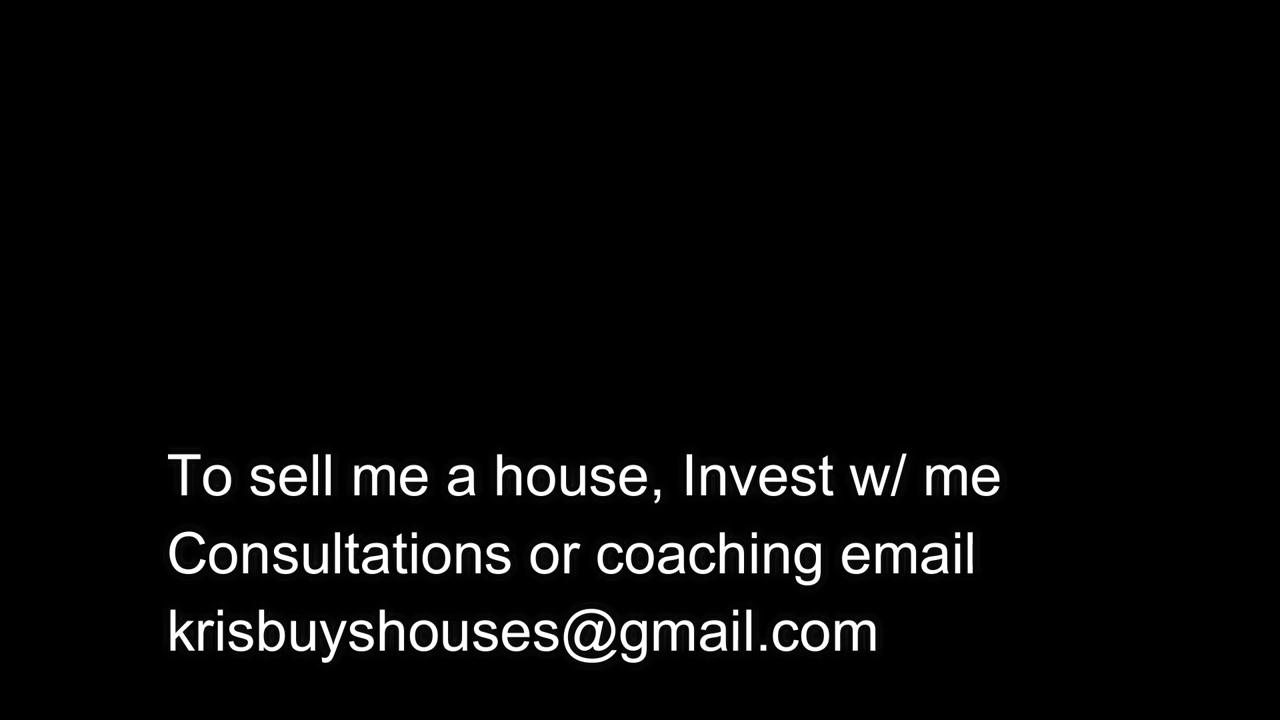 To sell me a house, Invest w/ me
Consultations or coaching email
krisbuyshouses@gmail.com